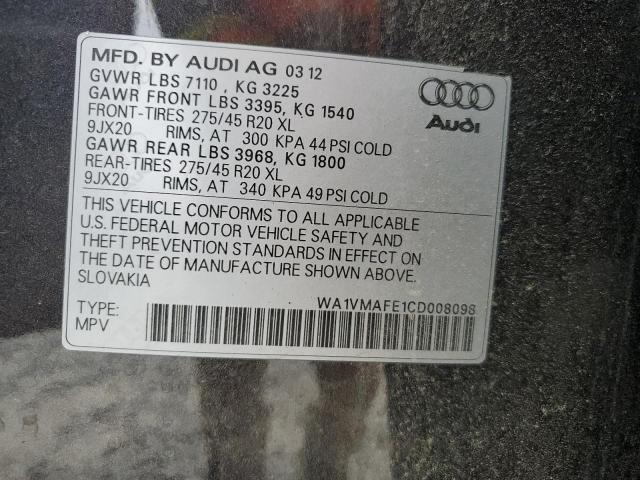 MFD. BY AUDI AG 03 12
GVWR LBS 7110 , KG 3225
GAWR FRONT LBS 3395, KG 1540
FRONT-TIRES 275/45 R20 XL
9JX20 RIMS, AT 300 KPA 44 PSI COLD
GAWR REAR LBS 3968, KG 1800
REAR-TIRES 275/45 R20 XL
9JX20 RIMS, AT 340 KPA 49 PSI COLD
THIS VEHICLE CONFORMS TO ALL APPLICABLE
U.S. FEDERAL MOTOR VEHICLE SAFETY AND
THEFT PREVENTION STANDARDS IN EFFECT ON
THE DATE OF MANUFACTURE SHOWN ABOVE.
SLOVAKIA
Audi
WA1VMAFE1CD008098
TYPE:
MPV